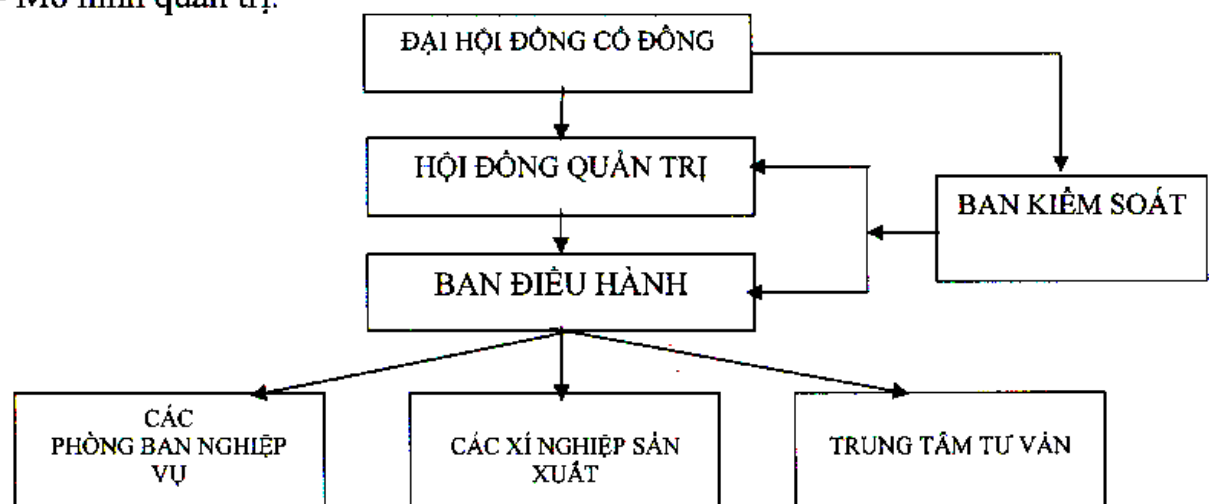 - Mô hình quản trị:
ĐẠI HỘI ĐỒNG CỔ ĐÔNG
HỘI ĐỒNG QUẢN TRỊ
BAN KIỂM SOÁT
BAN ĐIỀU HÀNH
CÁC
PHÒNG BAN NGHIỆP
VỤ
CÁC XÍ NGHIỆP SẢN
XUẤT
TRUNG TÂM TƯ VẤN